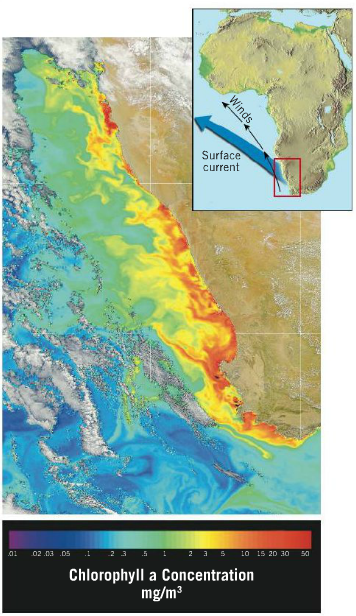 Winds
Surface
current
.01 .02 .03 .05 .1 .2 .3 .5 1 2 3 5 10 15 20 30 50
Chlorophyll a Concentration
mg/m³